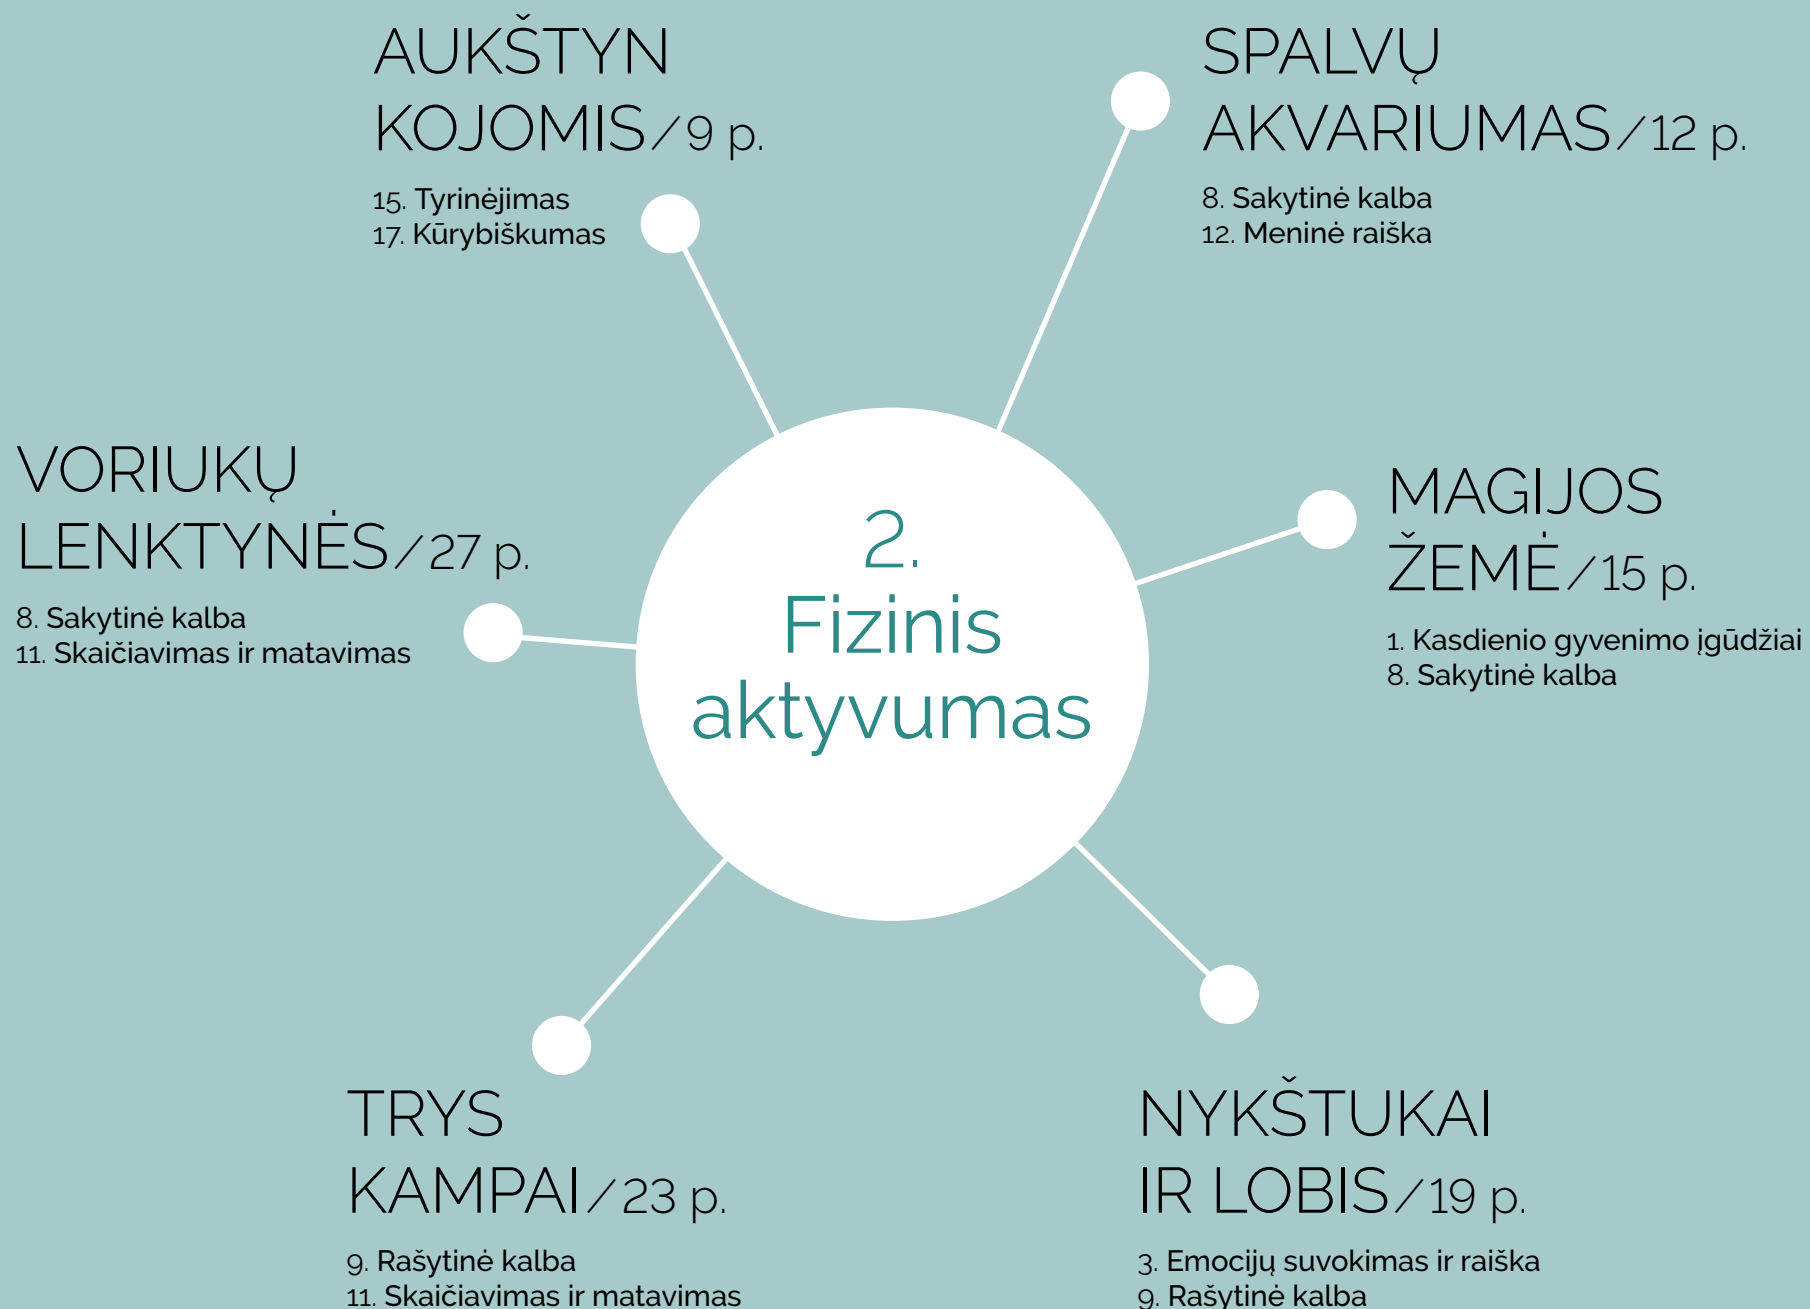 AUKŠTYN
KOJOMIS/9 p.
15. Tyrinėjimas
17. Kūrybiškumas
SPALVŲ
AKVARIUMAS/12 p.
8. Sakytinė kalba
12. Meninė raiška
VORIUKŲ
LENKTYNĖS/27 p.
8. Sakytinė kalba
11. Skaičiavimas ir matavimas
2.
Fizinis
aktyvumas
MAGIJOS
ŽEMĖ/15 p.
1. Kasdienio gyvenimo įgūdžiai
8. Sakytinė kalba
TRYS
KAMPAI/23 p.
9. Rašytinė kalba
11. Skaičiavimas ir matavimas
NYKŠTUKAI
IR LOBIS/19 p.
3. Emocijų suvokimas ir raiška
9. Rašytinė kalba